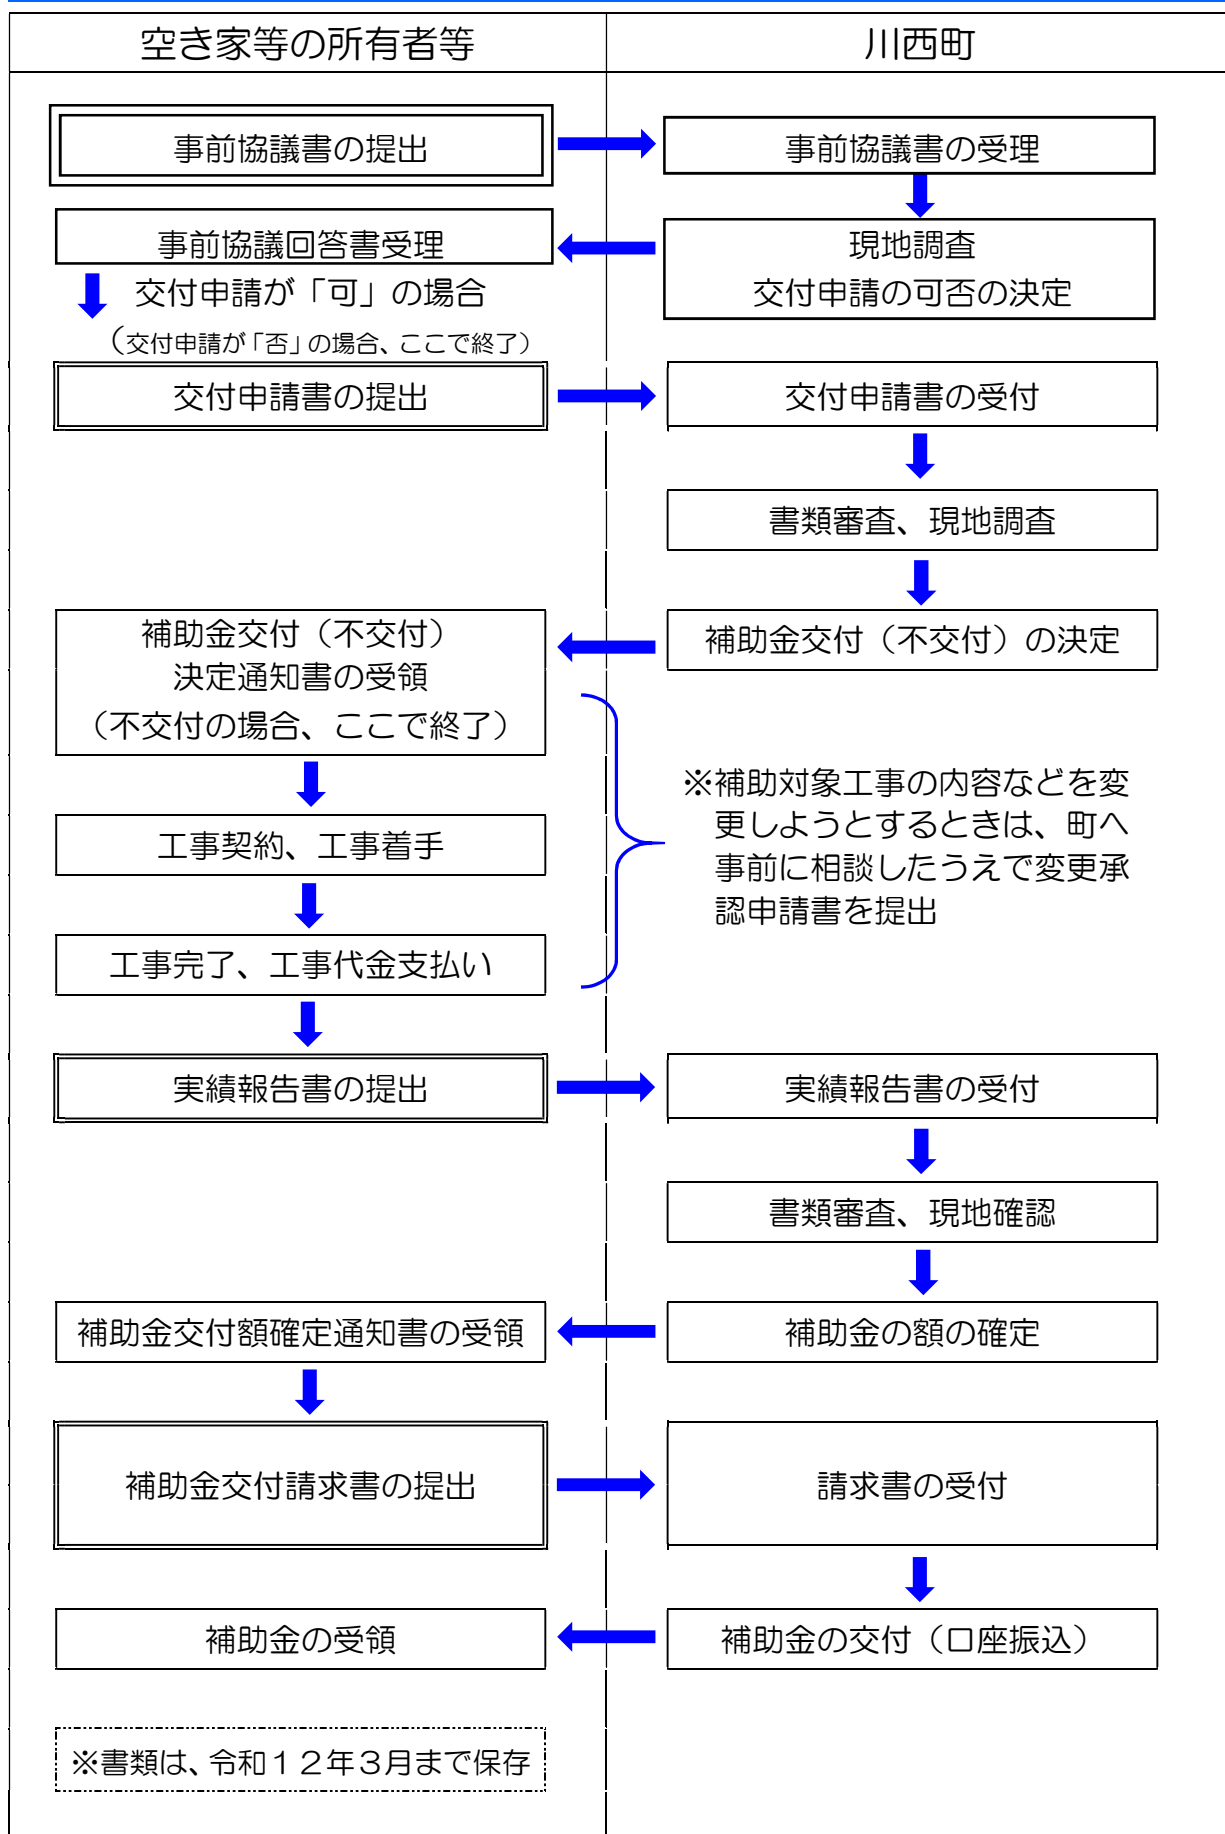 空き家等の所有者等
川西町
事前協議書の提出
事前協議書の受理
現地調査
交付申請の可否の決定
事前協議回答書受理
交付申請が「可」の場合
（交付申請が「否」の場合、ここで終了）
交付申請書の提出
交付申請書の受付
書類審査、現地調査
補助金交付（不交付）の決定
補助金交付（不交付）
決定通知書の受領
（不交付の場合、ここで終了）
工事契約、工事着手
工事完了、工事代金支払い
※補助対象工事の内容などを変
更しようとするときは、町へ
事前に相談したうえで変更承
認申請書を提出
実績報告書の提出
実績報告書の受付
書類審査、現地確認
補助金の額の確定
補助金交付額確定通知書の受領
補助金交付請求書の提出
請求書の受付
補助金の交付（口座振込）
補助金の受領
※書類は、令和１２年３月まで保存